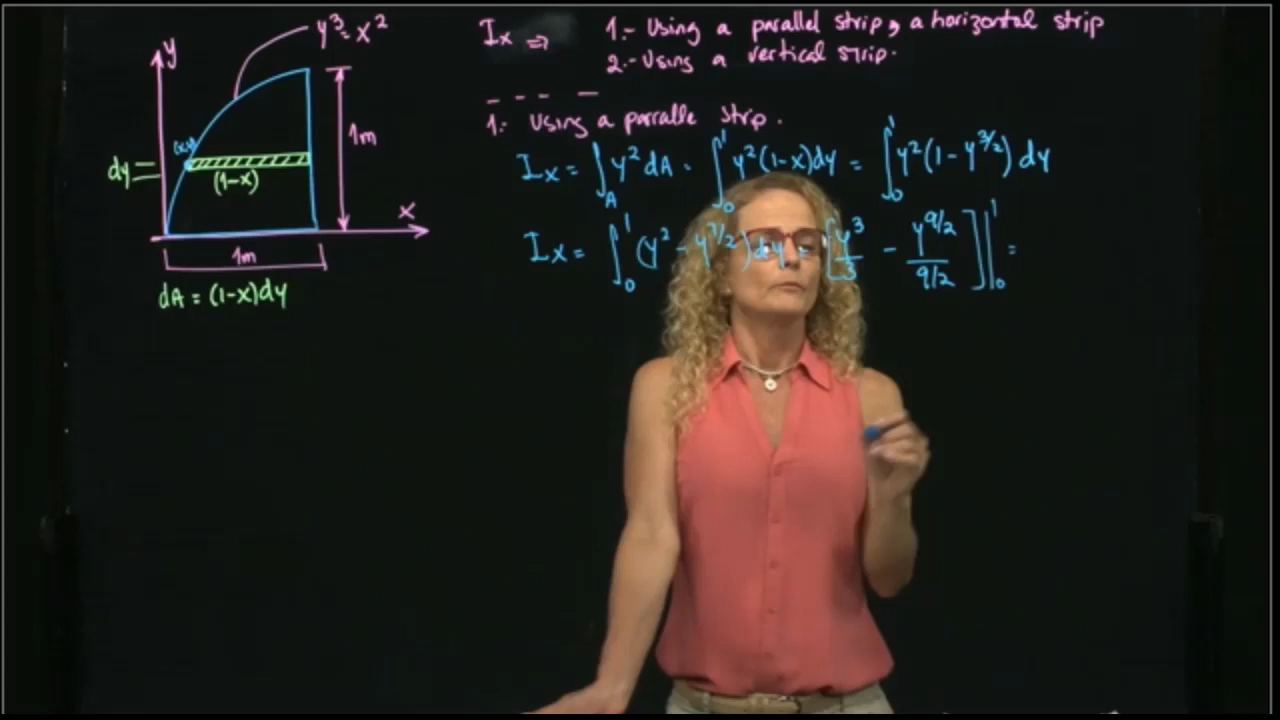 y³ = x²
Ix ⇒ 1.- Using a parallel strip, a horizontal strip
2.- Using a vertical strip.
y
1.- Using a parralle strip.
1m
(x,y)
dy
(1-x)
Ix = ∫_A y² dA = ∫₀¹ y² (1-x) dy = ∫₀¹ y² (1 - y^{3/2}) dy
x
Ix = ∫₀¹ (y² - y^{7/2}) dy = [y³/3 - y^{9/2}/(9/2)]|₀¹ =
1m
dA = (1-x) dy